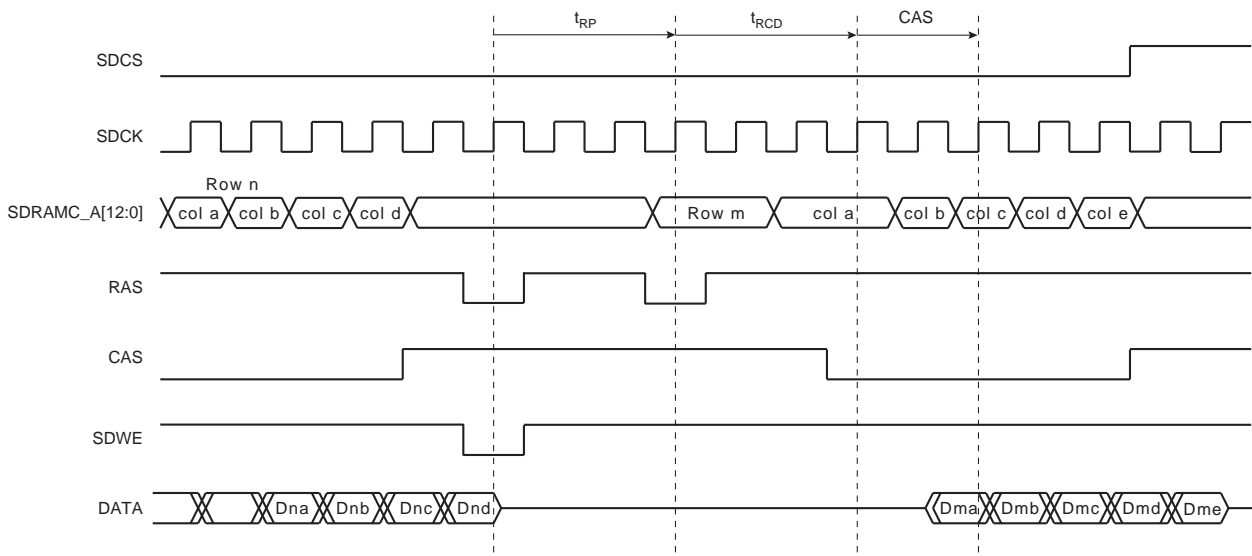 tRP tRCD CAS
SDCS
SDCK
Row n
SDRAMC_A[12:0] col a col b col c col d Row m col a col b col c col d col e
RAS
CAS
SDWE
DATA Dna Dnb Dnc Dnd Dma Dmb Dmc Dmd Dme